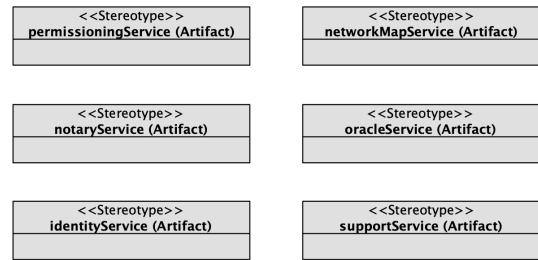 <<Stereotype>>
permissioningService (Artifact)
<<Stereotype>>
networkMapService (Artifact)
<<Stereotype>>
notaryService (Artifact)
<<Stereotype>>
oracleService (Artifact)
<<Stereotype>>
identityService (Artifact)
<<Stereotype>>
supportService (Artifact)